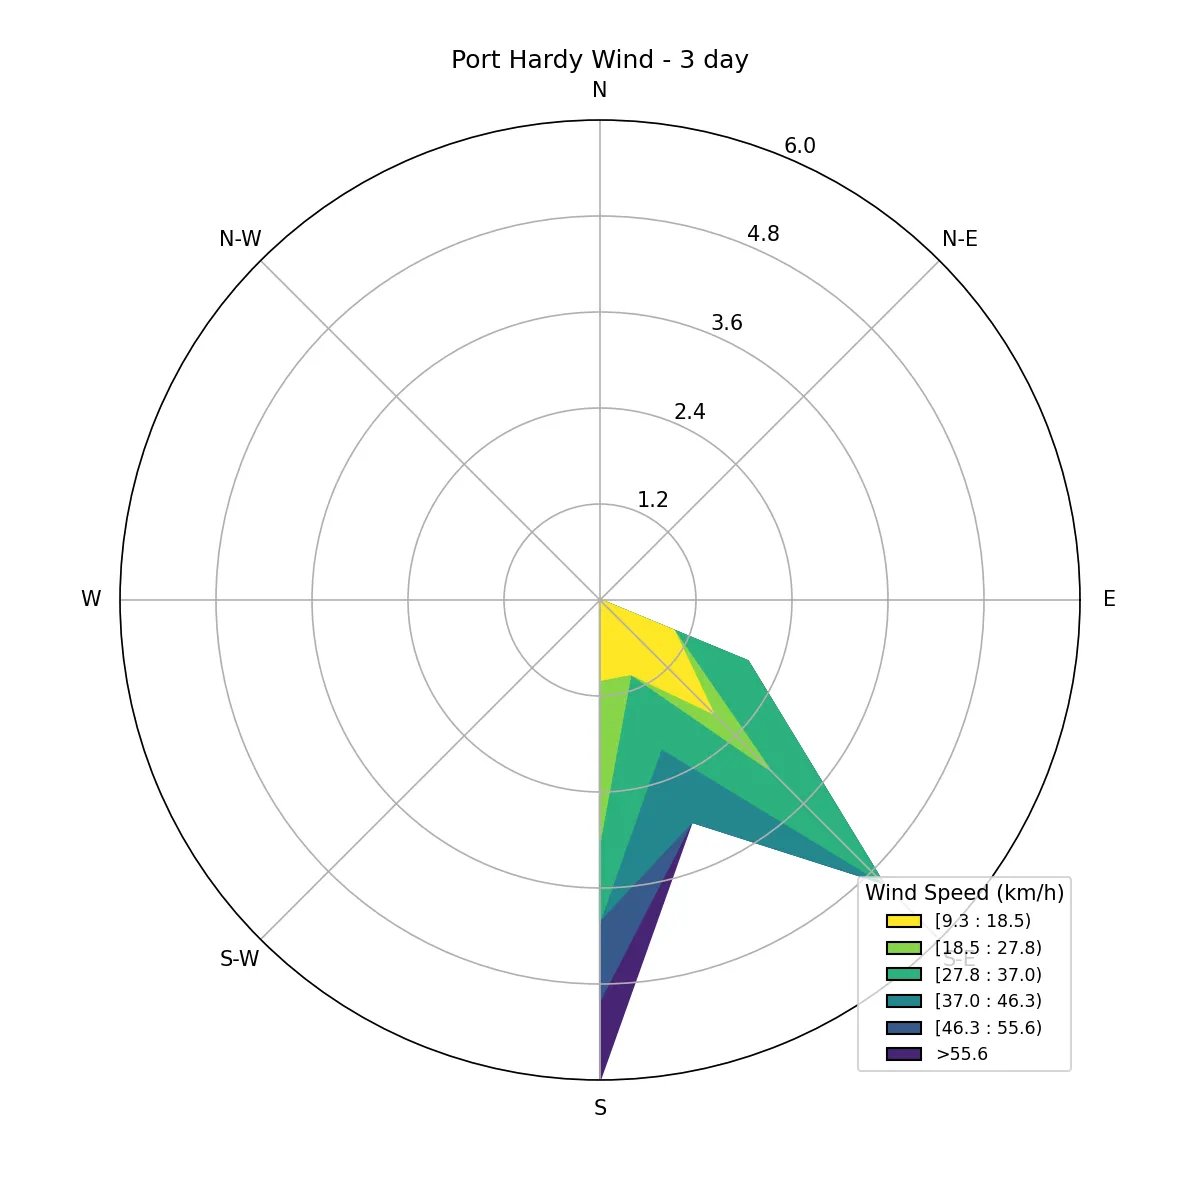 Port Hardy Wind - 3 day
N
6.0
N-W
4.8
N-E
3.6
2.4
1.2
W
E
Wind Speed (km/h)
[9.3 : 18.5)
[18.5 : 27.8)
S-W
S-E
[27.8 : 37.0)
[37.0 : 46.3)
[46.3 : 55.6)
>55.6
S